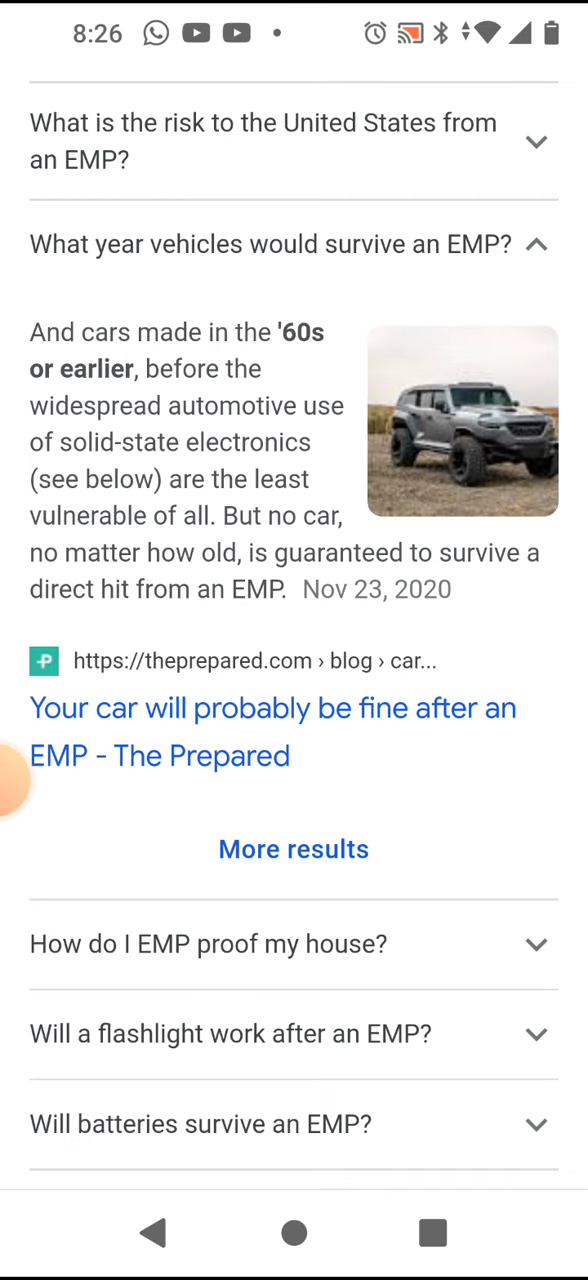 8:26
What is the risk to the United States from
an EMP?
What year vehicles would survive an EMP?
And cars made in the '60s
or earlier, before the
widespread automotive use
of solid-state electronics
(see below) are the least
vulnerable of all. But no car,
no matter how old, is guaranteed to survive a
direct hit from an EMP. Nov 23, 2020
https://theprepared.com › blog › car...
Your car will probably be fine after an
EMP - The Prepared
More results
How do I EMP proof my house?
Will a flashlight work after an EMP?
Will batteries survive an EMP?